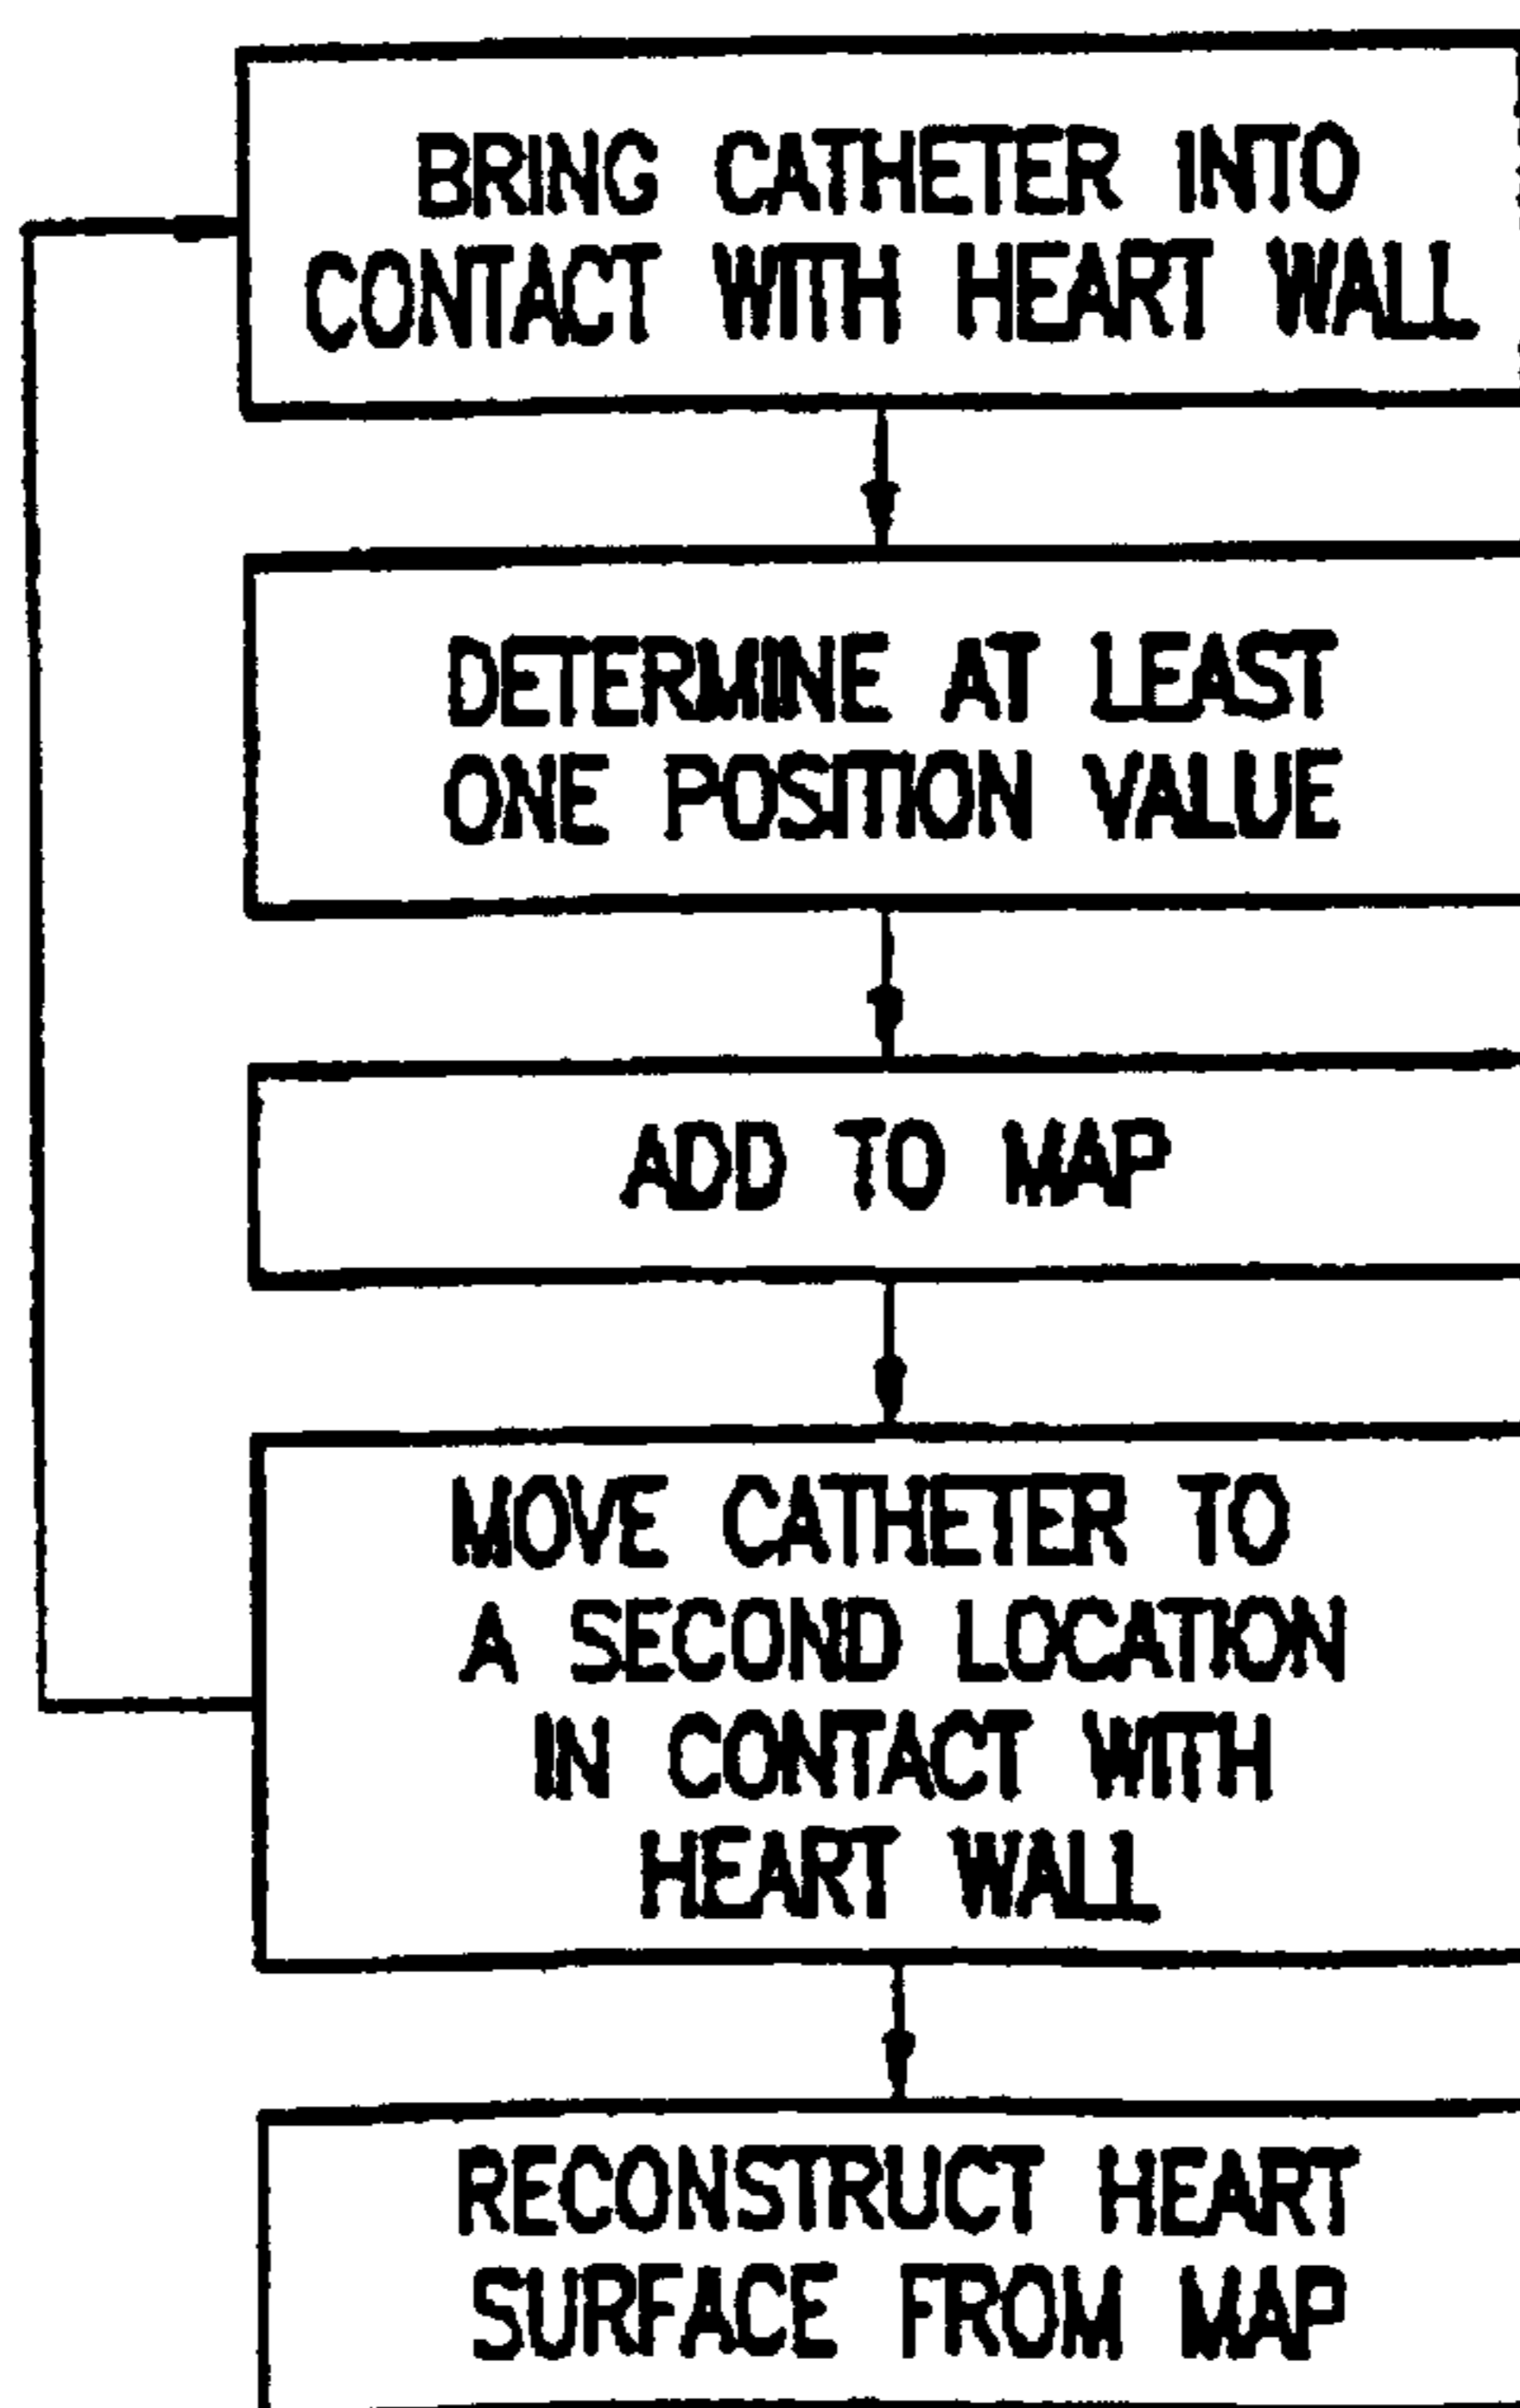 BRING CATHETER INTO
CONTACT WITH HEART WALL
DETERMINE AT LEAST
ONE POSITION VALUE
ADD TO MAP
MOVE CATHETER TO
A SECOND LOCATION
IN CONTACT WITH
HEART WALL
RECONSTRUCT HEART
SURFACE FROM MAP